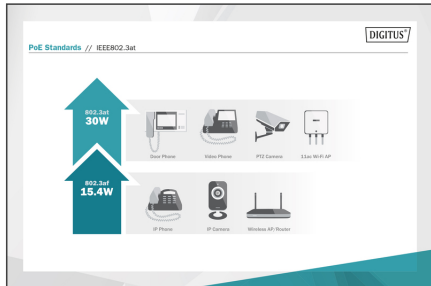 DIGITUS®
PoE Standards // IEEE802.3at
802.3at
30W
Door Phone
Video Phone
PTZ Camera
11ac Wi-Fi AP
802.3af
15.4W
IP Phone
IP Camera
Wireless AP/Router